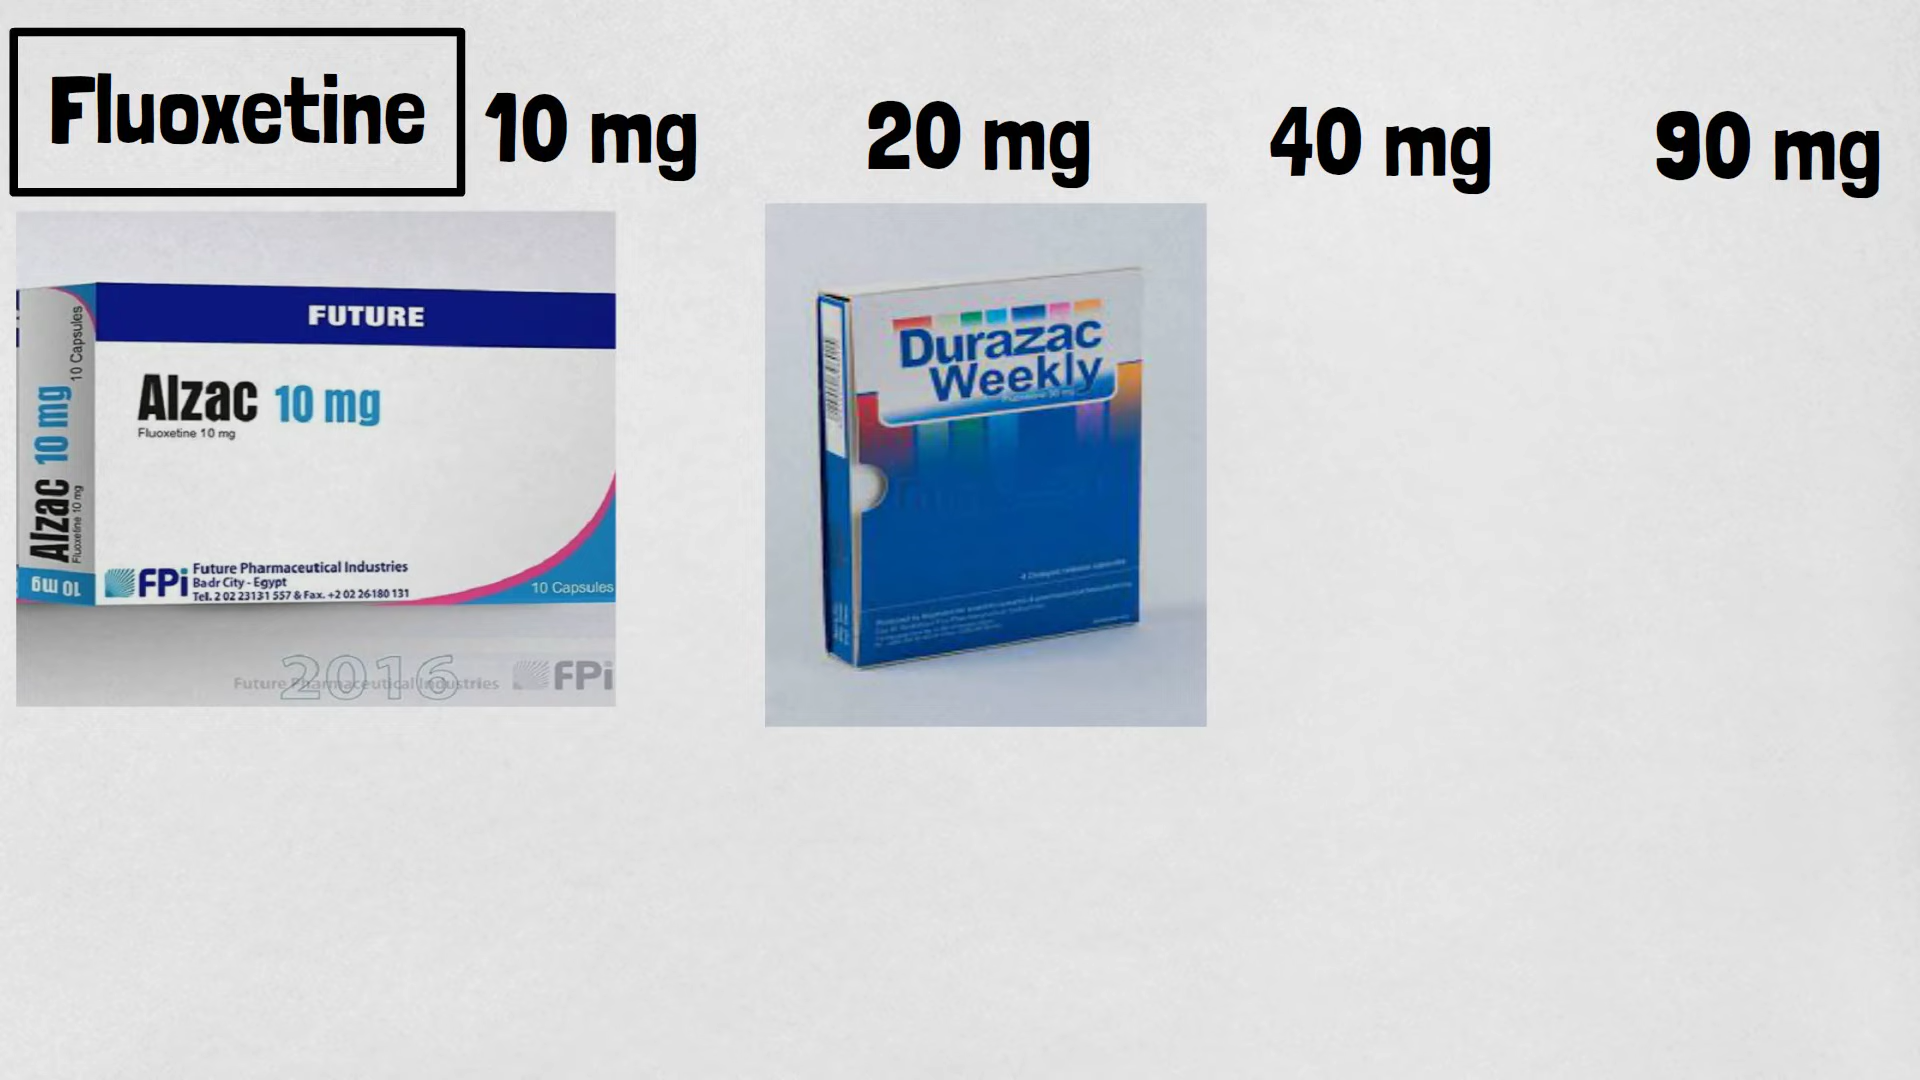 Fluoxetine
10 mg
20 mg
40 mg
90 mg
FUTURE
Alzac 10 mg
Fluoxetine 10 mg
10 Capsules
Alzac 10 mg
Fluoxetine 10 mg
10 mg
FPi
Future Pharmaceutical Industries
Badr City - Egypt
Tel. 2 02 23131 557 & Fax. +2 02 26180 131
10 Capsules
2016
Future Pharmaceutical Industries
FPi
Durazac
Weekly